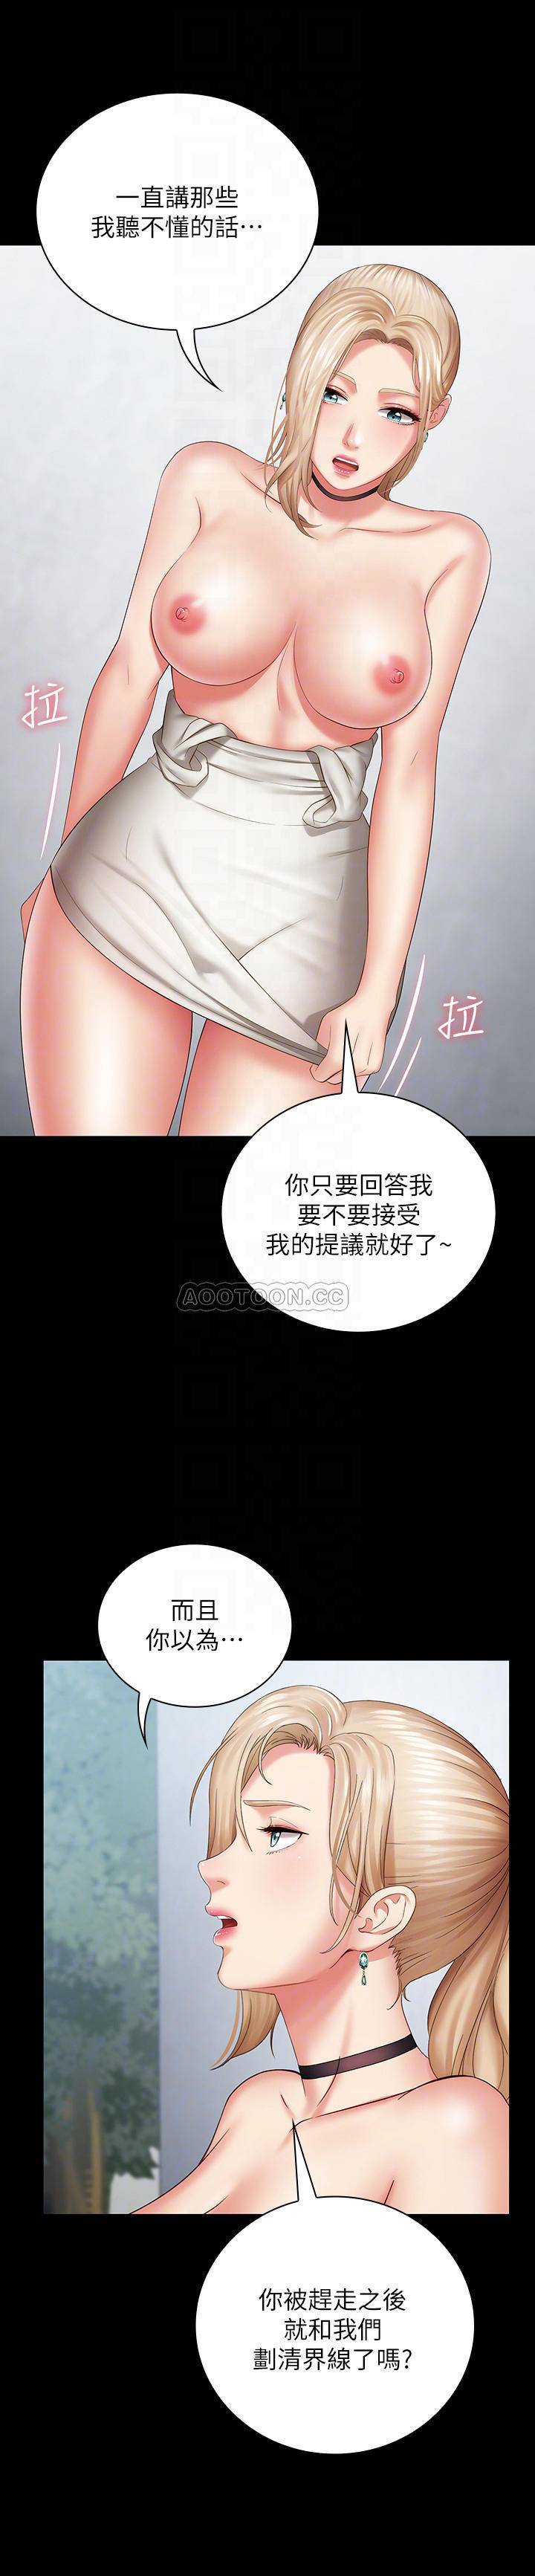 一直講那些
我聽不懂的話…
拉
拉
你只要回答我
要不要接受
我的提議就好了~
AOOTOON.CC
而且
你以為…
你被趕走之後
就和我們
劃清界線了嗎?